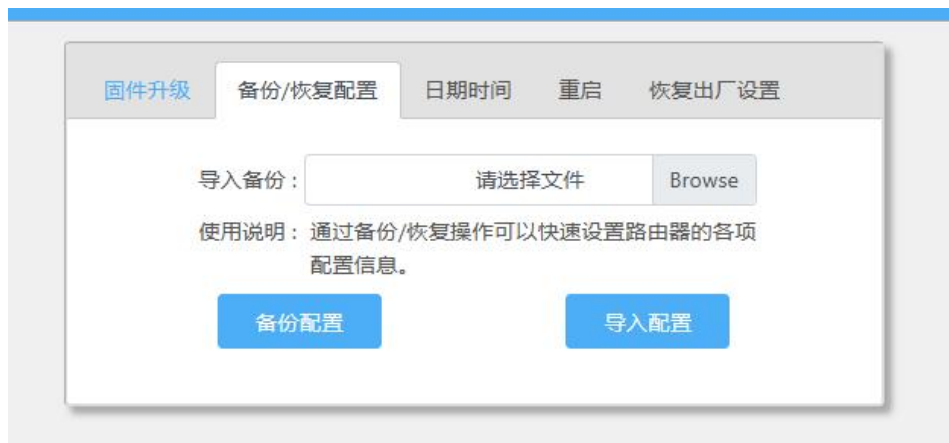 固件升级 备份/恢复配置 日期时间 重启 恢复出厂设置
导入备份： 请选择文件 Browse
使用说明： 通过备份/恢复操作可以快速设置路由器的各项
配置信息。
备份配置 导入配置